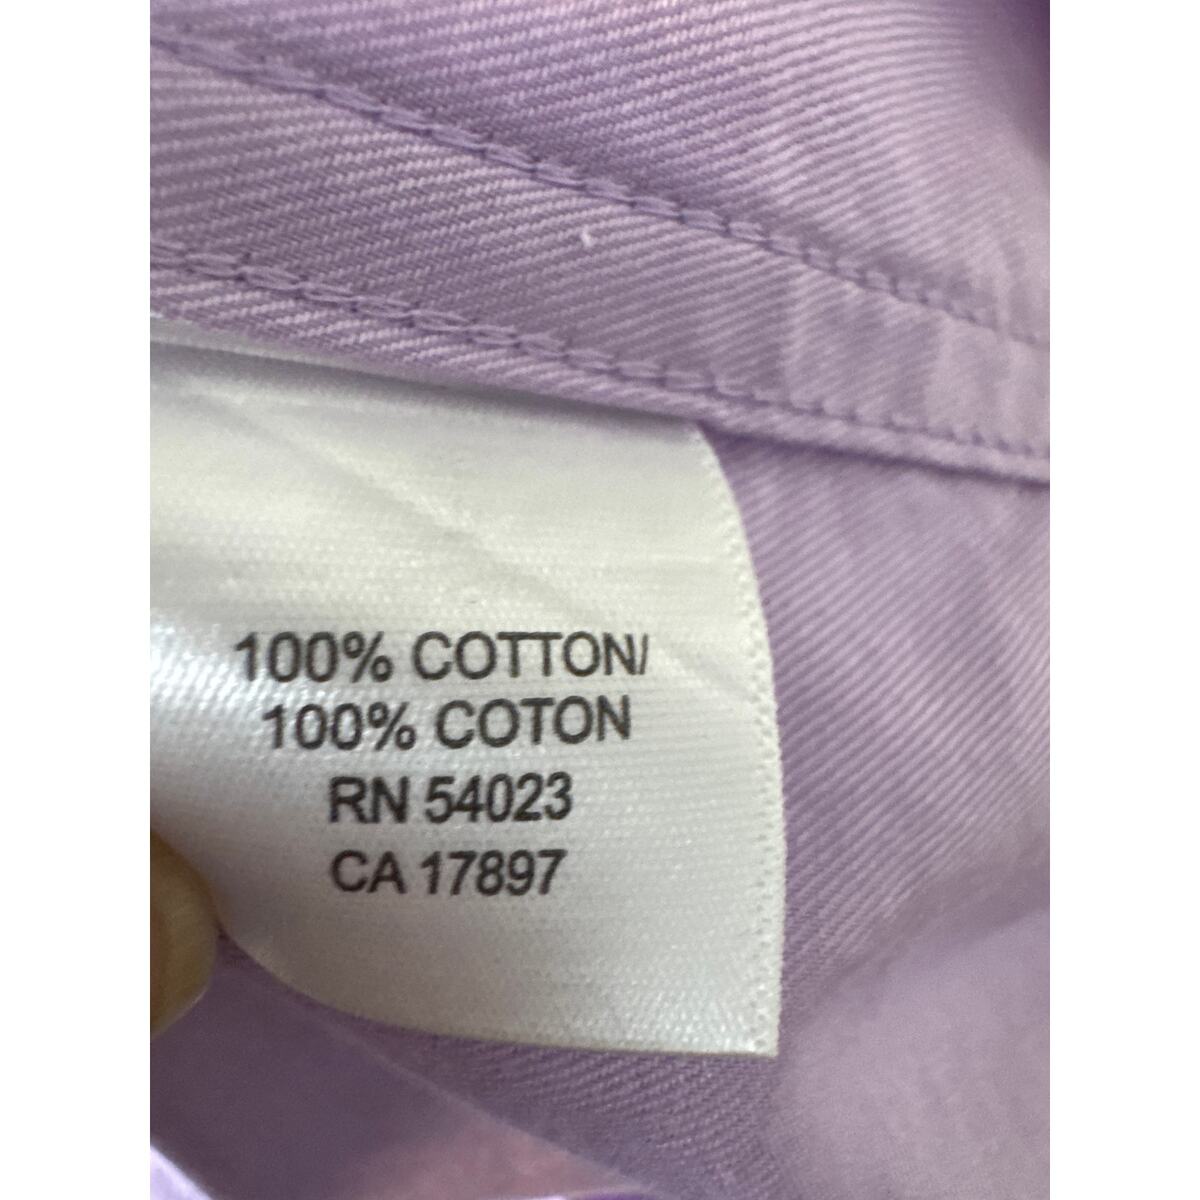 100% COTTON/
100% COTON
RN 54023
CA 17897